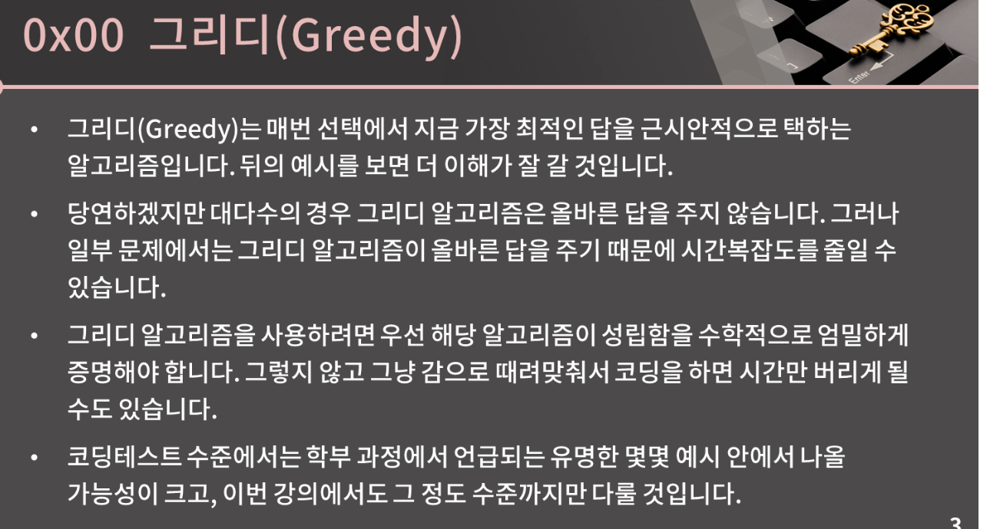 0x00 그리디(Greedy)
Enter
• 그리디(Greedy)는 매번 선택에서 지금 가장 최적인 답을 근시안적으로 택하는
알고리즘입니다. 뒤의 예시를 보면 더 이해가 잘 갈 것입니다.
• 당연하겠지만 대다수의 경우 그리디 알고리즘은 올바른 답을 주지 않습니다. 그러나
일부 문제에서는 그리디 알고리즘이 올바른 답을 주기 때문에 시간복잡도를 줄일 수
있습니다.
• 그리디 알고리즘을 사용하려면 우선 해당 알고리즘이 성립함을 수학적으로 엄밀하게
증명해야 합니다. 그렇지 않고 그냥 감으로 때려맞춰서 코딩을 하면 시간만 버리게 될
수도 있습니다.
• 코딩테스트 수준에서는 학부 과정에서 언급되는 유명한 몇몇 예시 안에서 나올
가능성이 크고, 이번 강의에서도 그 정도 수준까지만 다룰 것입니다.
3